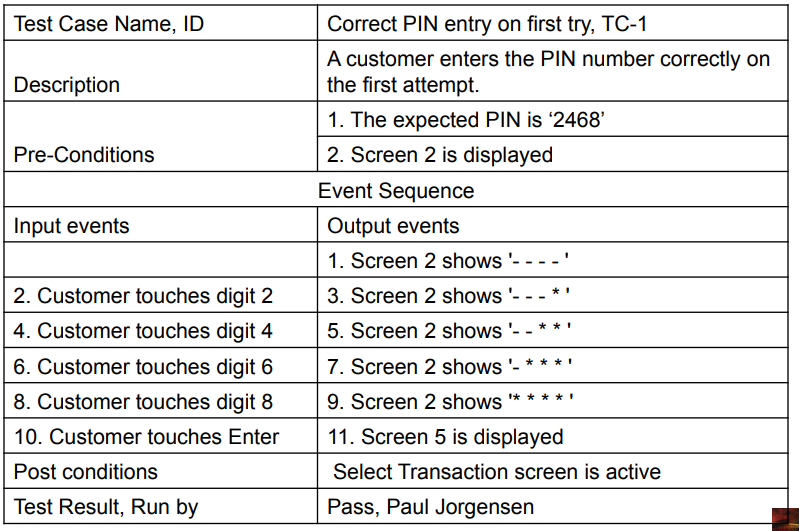 Test Case Name, ID
Correct PIN entry on first try, TC-1
Description
A customer enters the PIN number correctly on
the first attempt.
Pre-Conditions
1. The expected PIN is ‘2468’
2. Screen 2 is displayed
Event Sequence
Input events
Output events
1. Screen 2 shows '- - - - '
2. Customer touches digit 2
3. Screen 2 shows '- - - * '
4. Customer touches digit 4
5. Screen 2 shows '- - * * '
6. Customer touches digit 6
7. Screen 2 shows '- * * * '
8. Customer touches digit 8
9. Screen 2 shows '* * * * '
10. Customer touches Enter
11. Screen 5 is displayed
Post conditions
Select Transaction screen is active
Test Result, Run by
Pass, Paul Jorgensen